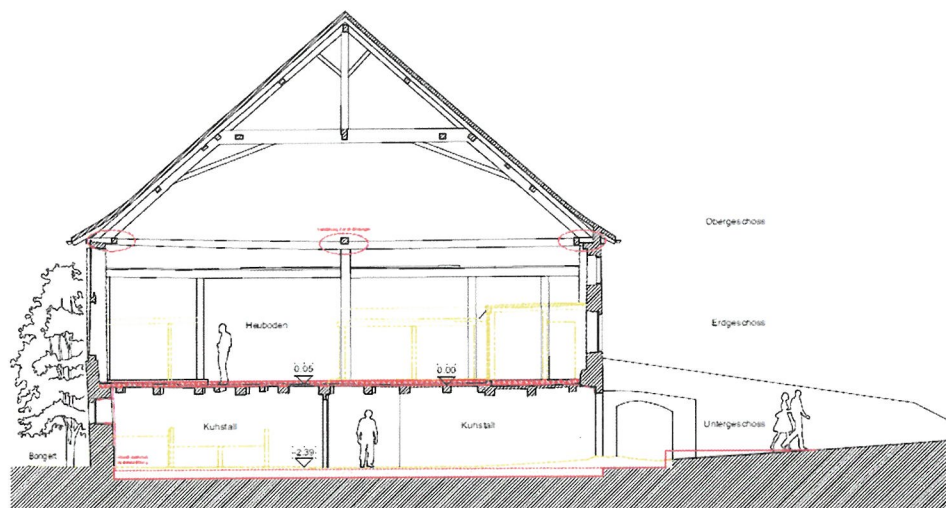 Obergeschoss
Heuboden
Erdgeschoss
0.05
0.00
Kuhstall
Kuhstall
Untergeschoss
Bongert
-2.39